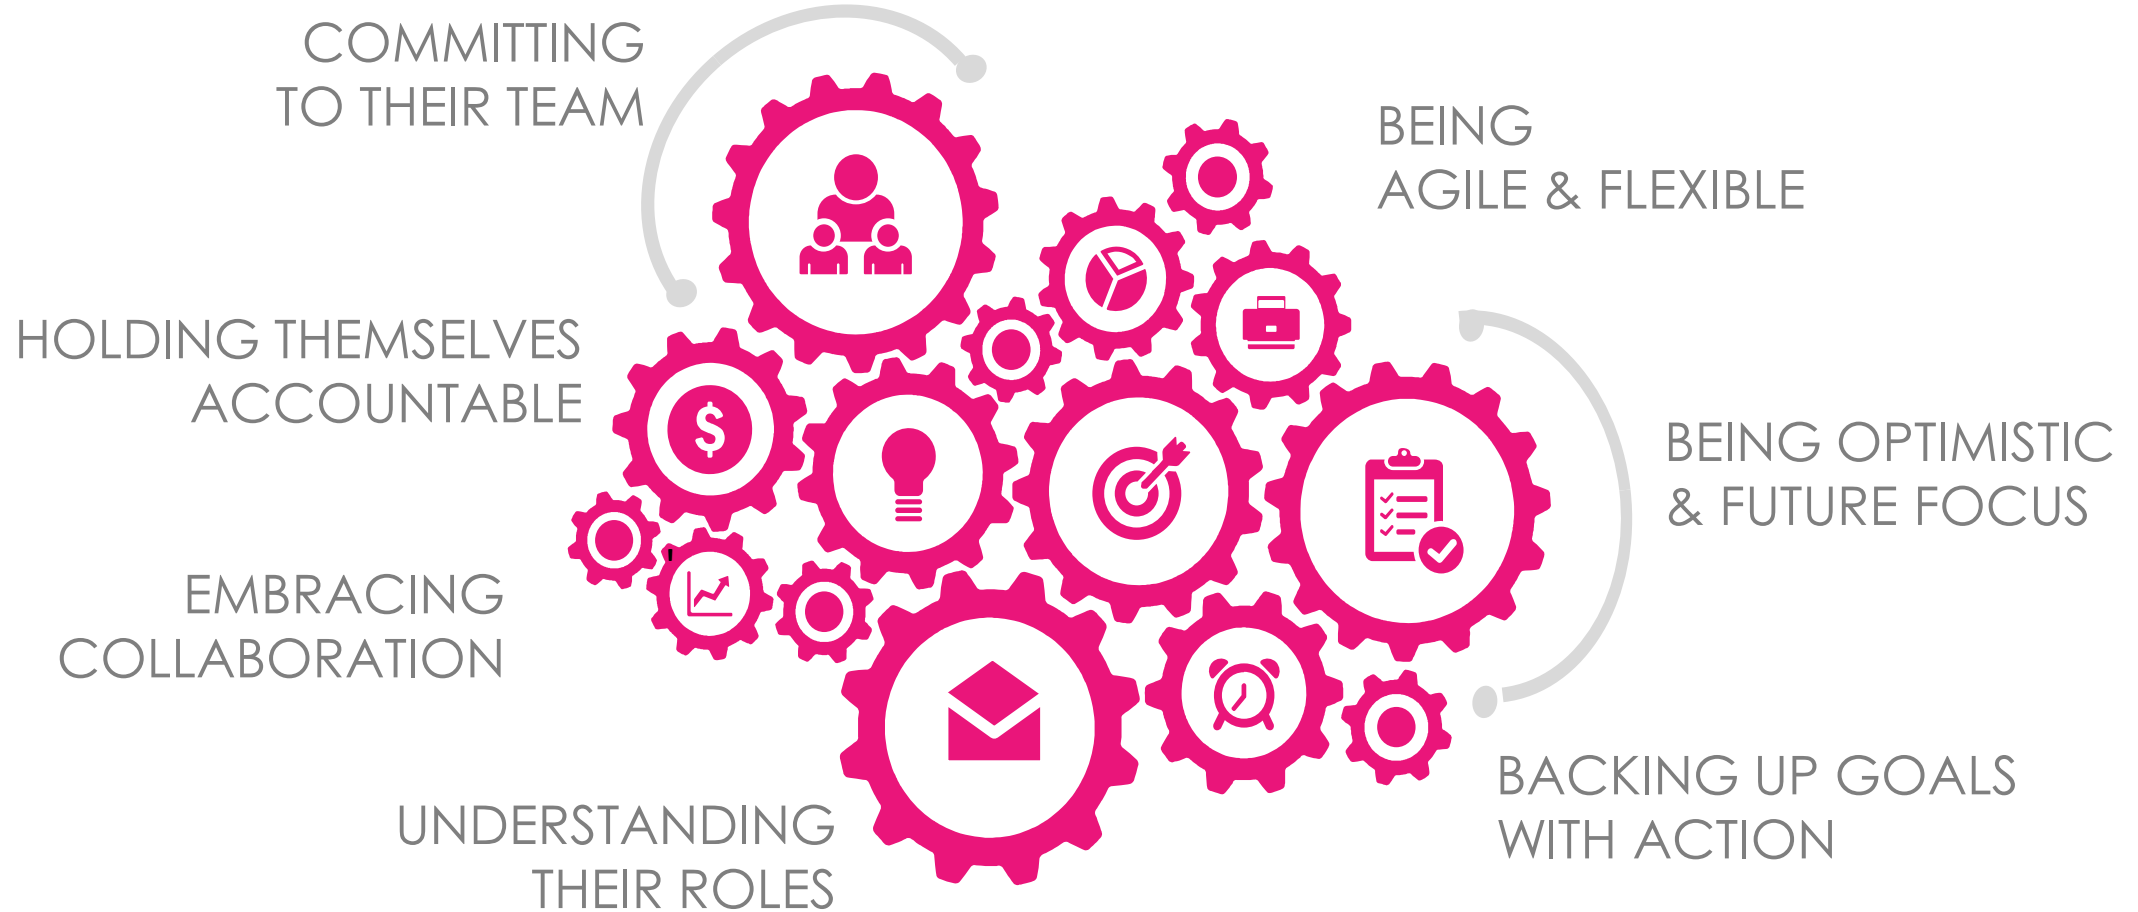 COMMITTING
TO THEIR TEAM
BEING
AGILE & FLEXIBLE
HOLDING THEMSELVES
ACCOUNTABLE
$
BEING OPTIMISTIC
& FUTURE FOCUS
EMBRACING
COLLABORATION
BACKING UP GOALS
WITH ACTION
UNDERSTANDING
THEIR ROLES